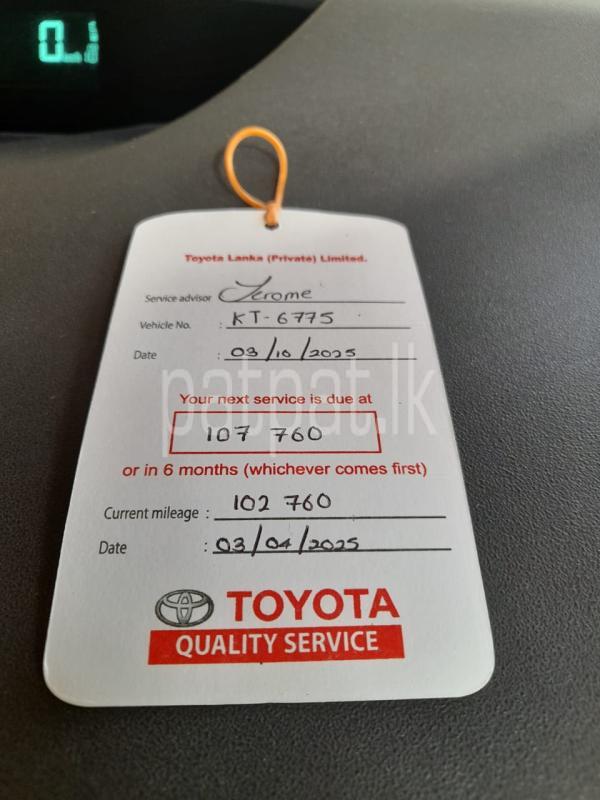 Toyota Lanka (Private) Limited.
Service advisor Jerome
Vehicle No. : KT-6775
Date : 03/10/2025
patpat.lk
Your next service is due at
107 760
or in 6 months (whichever comes first)
Current mileage : 102 760
Date : 03/04/2025
TOYOTA
QUALITY SERVICE